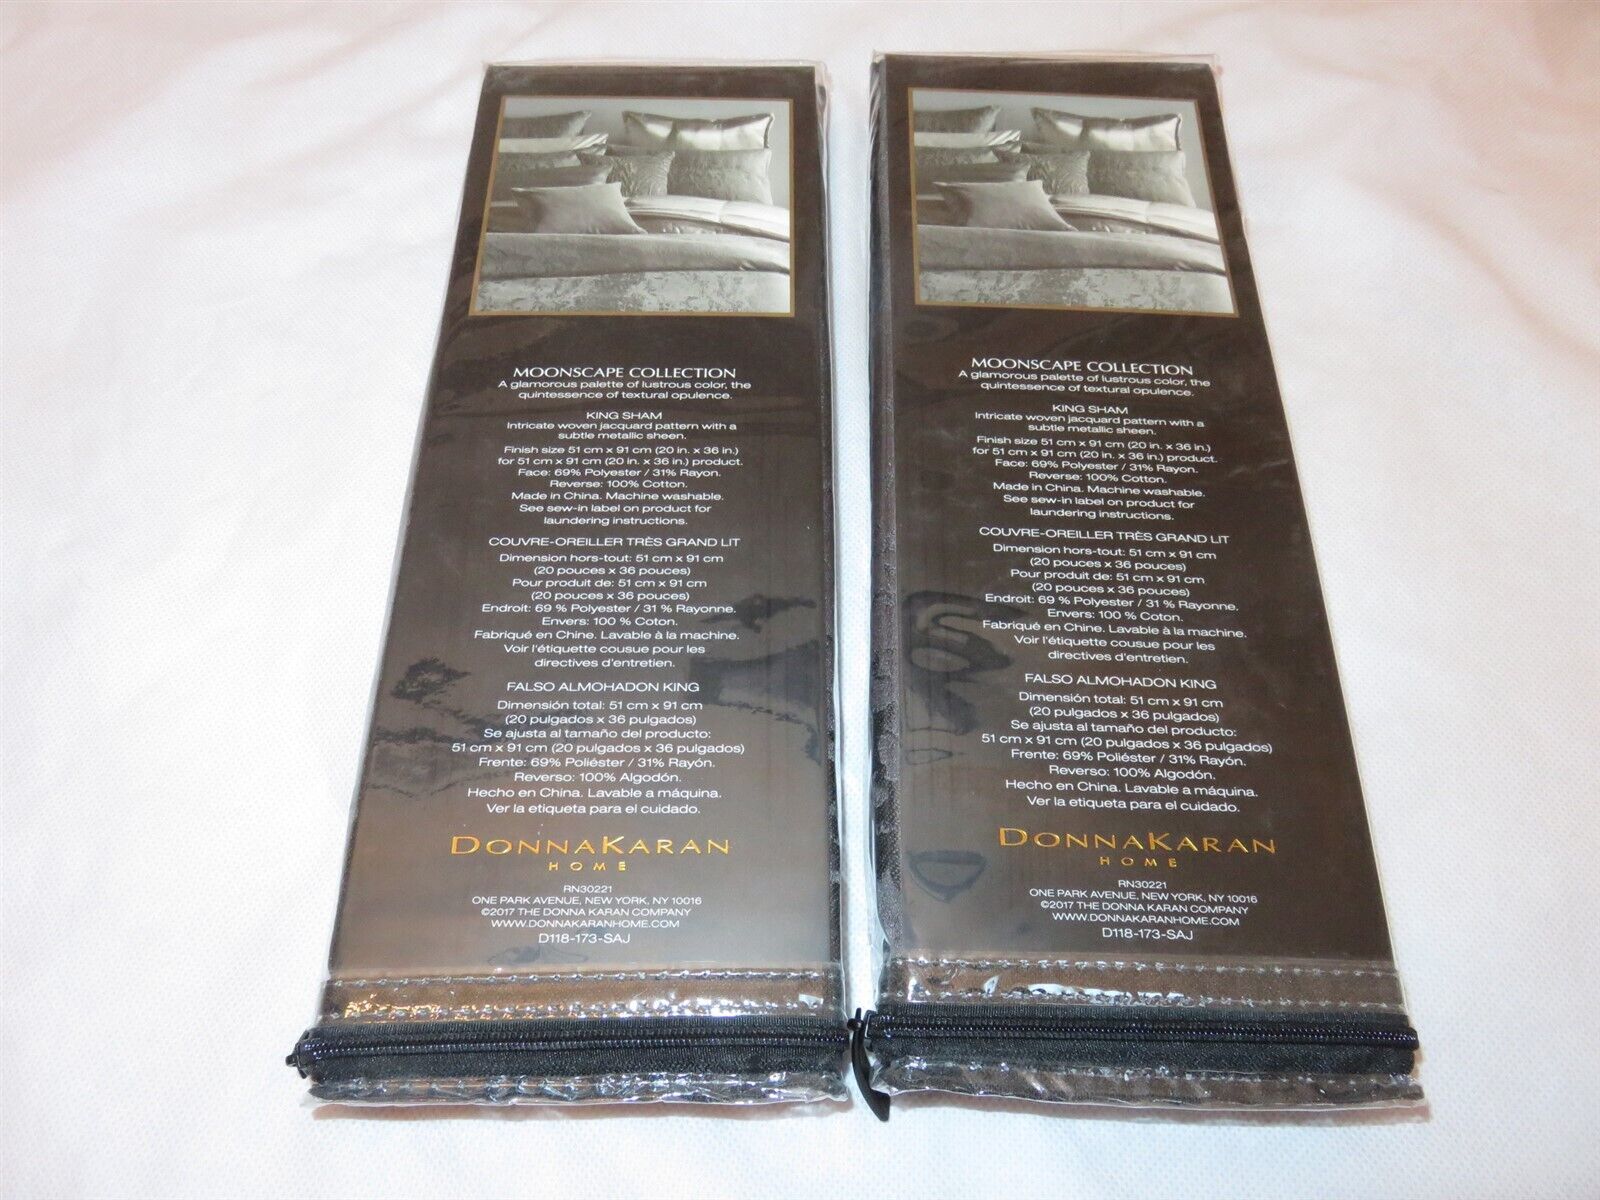 MOONSCAPE COLLECTION
A glamorous palette of lustrous color, the
quintessence of textural opulence.
KING SHAM
Intricate woven jacquard pattern with a
subtle metallic sheen.
Finish size 51 cm x 91 cm (20 in. x 36 in.)
for 51 cm x 91 cm (20 in. x 36 in.) product.
Face: 69% Polyester / 31% Rayon.
Reverse: 100% Cotton.
Made in China. Machine washable.
See sew-in label on product for
laundering instructions.
COUVRE-OREILLER TRÈS GRAND LIT
Dimension hors-tout: 51 cm x 91 cm
(20 pouces x 36 pouces)
Pour produit de: 51 cm x 91 cm
(20 pouces x 36 pouces)
Endroit: 69 % Polyester / 31 % Rayonne.
Envers: 100 % Coton.
Fabriqué en Chine. Lavable à la machine.
Voir l'étiquette cousue pour les
directives d'entretien.
FALSO ALMOHADON KING
Dimensión total: 51 cm x 91 cm
(20 pulgados x 36 pulgados)
Se ajusta al tamaño del producto:
51 cm x 91 cm (20 pulgados x 36 pulgados)
Frente: 69% Poliéster / 31% Rayón.
Reverso: 100% Algodón.
Hecho en China. Lavable a máquina.
Ver la etiqueta para el cuidado.
DONNAKARAN
HOME
RN30221
ONE PARK AVENUE, NEW YORK, NY 10016
©2017 THE DONNA KARAN COMPANY
WWW.DONNAKARANHOME.COM
D118-173-SAJ
MOONSCAPE COLLECTION
A glamorous palette of lustrous color, the
quintessence of textural opulence.
KING SHAM
Intricate woven jacquard pattern with a
subtle metallic sheen.
Finish size 51 cm x 91 cm (20 in. x 36 in.)
for 51 cm x 91 cm (20 in. x 36 in.) product.
Face: 69% Polyester / 31% Rayon.
Reverse: 100% Cotton.
Made in China. Machine washable.
See sew-in label on product for
laundering instructions.
COUVRE-OREILLER TRÈS GRAND LIT
Dimension hors-tout: 51 cm x 91 cm
(20 pouces x 36 pouces)
Pour produit de: 51 cm x 91 cm
(20 pouces x 36 pouces)
Endroit: 69 % Polyester / 31 % Rayonne.
Envers: 100 % Coton.
Fabriqué en Chine. Lavable à la machine.
Voir l'étiquette cousue pour les
directives d'entretien.
FALSO ALMOHADON KING
Dimensión total: 51 cm x 91 cm
(20 pulgados x 36 pulgados)
Se ajusta al tamaño del producto:
51 cm x 91 cm (20 pulgados x 36 pulgados)
Frente: 69% Poliéster / 31% Rayón.
Reverso: 100% Algodón.
Hecho en China. Lavable a máquina.
Ver la etiqueta para el cuidado.
DONNAKARAN
HOME
RN30221
ONE PARK AVENUE, NEW YORK, NY 10016
©2017 THE DONNA KARAN COMPANY
WWW.DONNAKARANHOME.COM
D118-173-SAJ